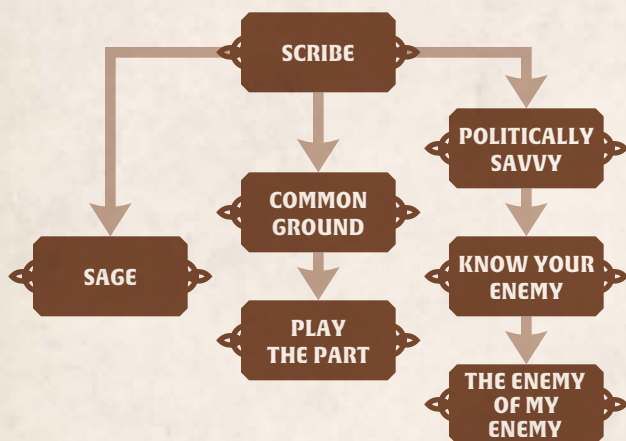 SCRIBE
POLITICALLY
SAVVY
COMMON
GROUND
SAGE
KNOW YOUR
ENEMY
PLAY
THE PART
THE ENEMY
OF MY
ENEMY